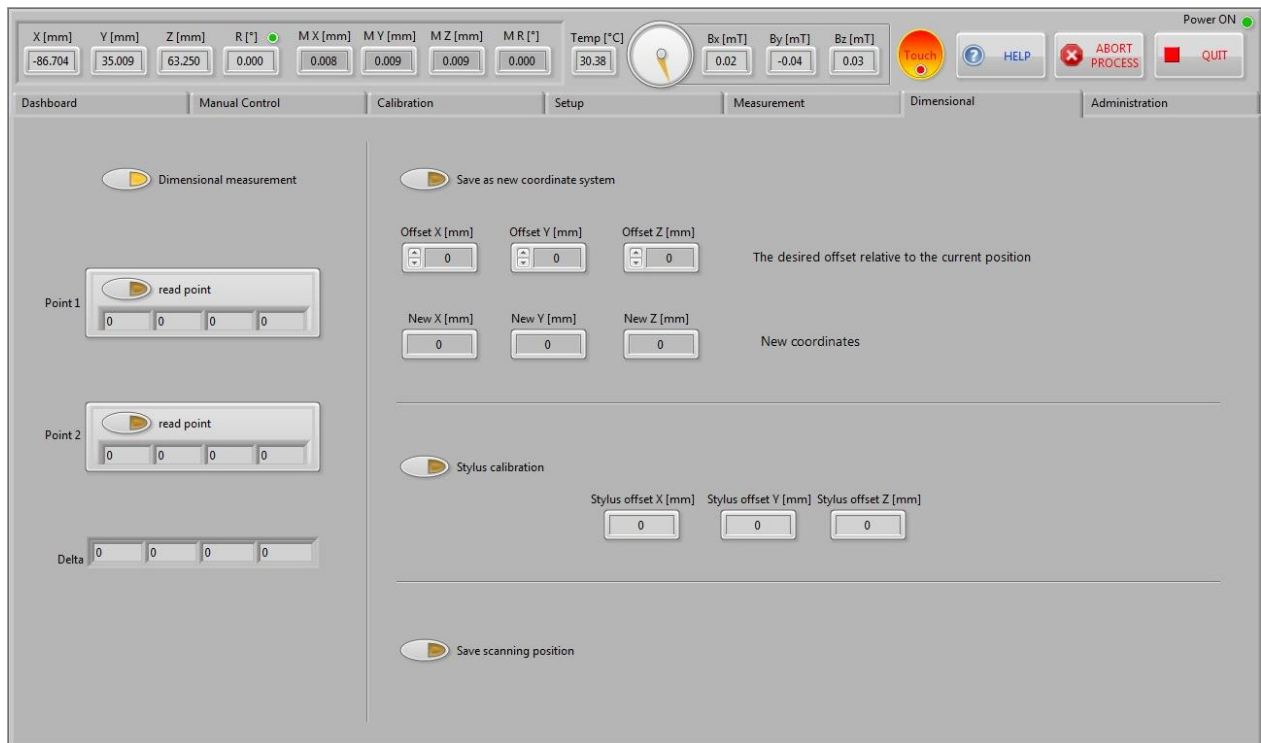 Power ON
X [mm] Y [mm] Z [mm] R [°] M X [mm] M Y [mm] M Z [mm] M R [°] Temp [°C] Bx [mT] By [mT] Bz [mT]
-86.704 35.009 63.250 0.000 0.008 0.009 0.009 0.000 30.38 0.02 -0.04 0.03 Touch HELP ABORT PROCESS QUIT
Dashboard Manual Control Calibration Setup Measurement Dimensional Administration
Dimensional measurement
Point 1
read point
0 0 0 0
Point 2
read point
0 0 0 0
Delta 0 0 0 0
Save as new coordinate system
Offset X [mm] Offset Y [mm] Offset Z [mm]
0 0 0 The desired offset relative to the current position
New X [mm] New Y [mm] New Z [mm]
0 0 0 New coordinates
Stylus calibration
Stylus offset X [mm] Stylus offset Y [mm] Stylus offset Z [mm]
0 0 0
Save scanning position